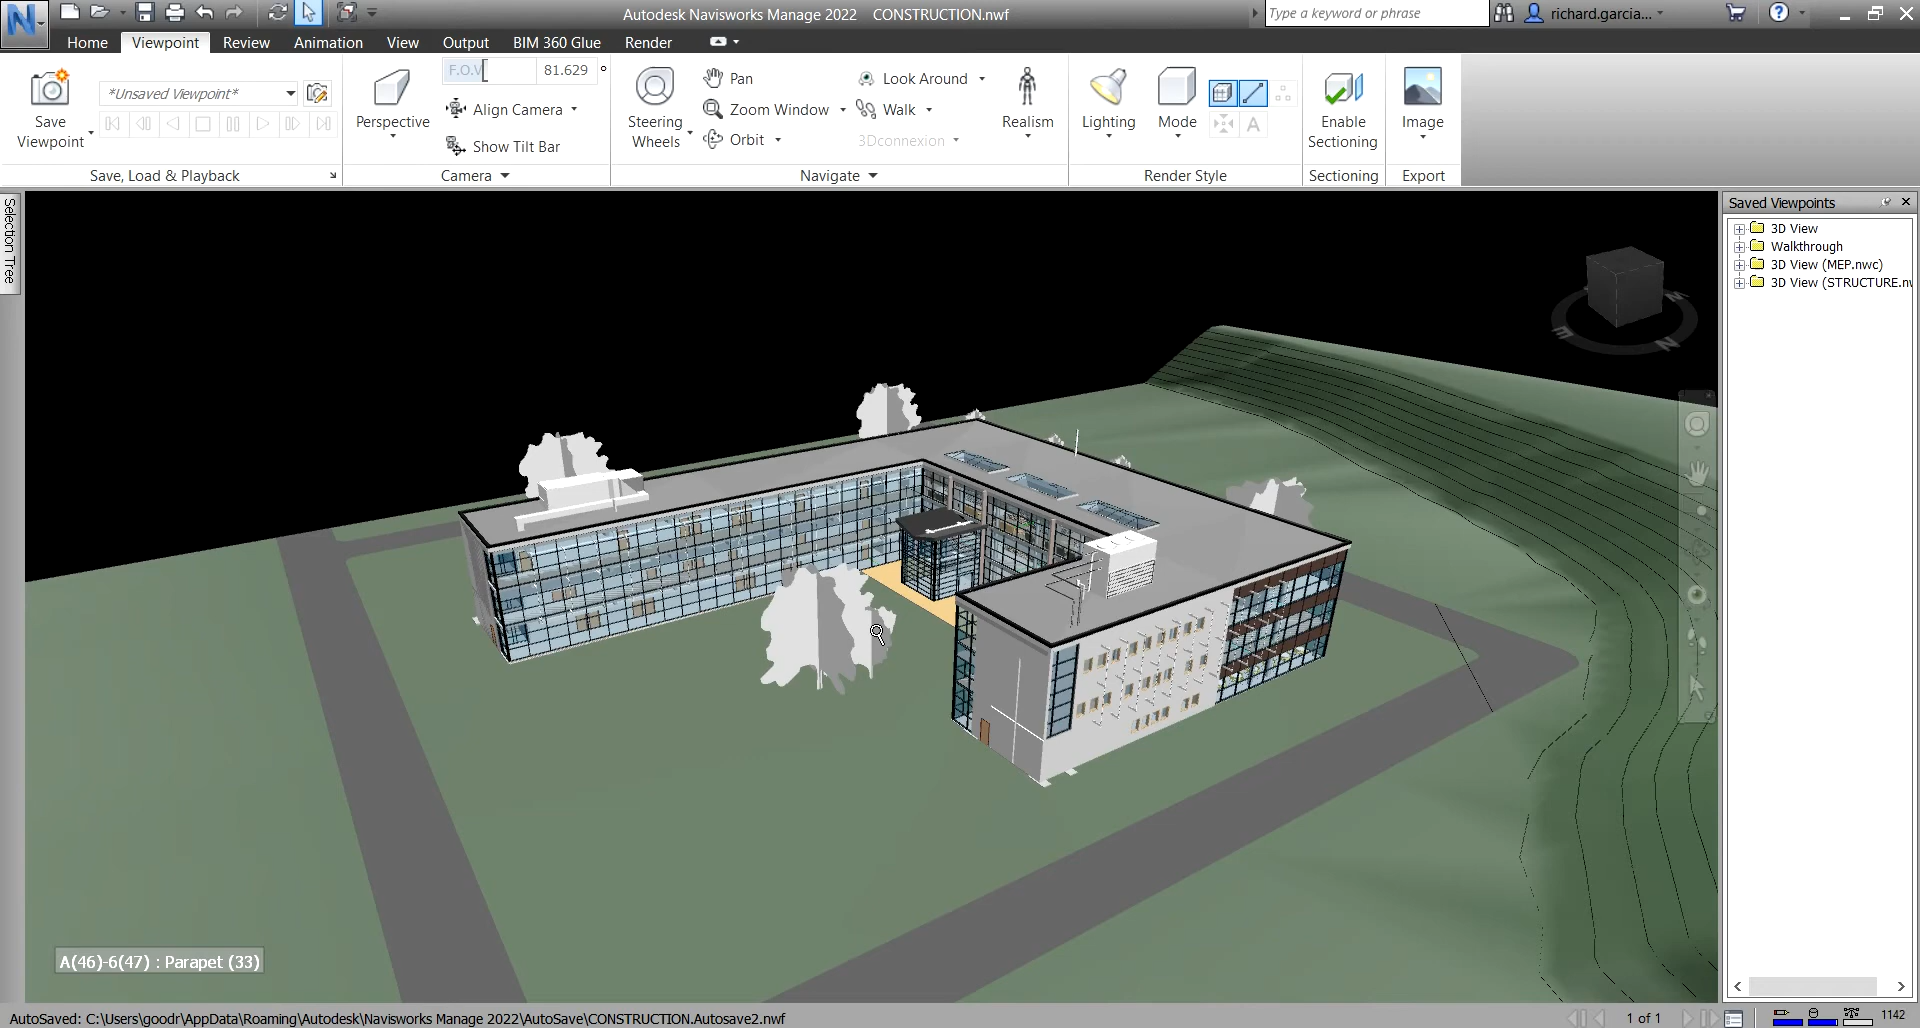 Autodesk Navisworks Manage 2022 CONSTRUCTION.nwf
Type a keyword or phrase
richard.garcia...
Home Viewpoint Review Animation View Output BIM 360 Glue Render
Save Viewpoint
*Unsaved Viewpoint*
Save, Load & Playback
Perspective
F.O.V 81.629 °
Align Camera
Show Tilt Bar
Camera
Steering Wheels
Pan
Zoom Window
Orbit
Look Around
Walk
3Dconnexion
Realism
Navigate
Lighting
Mode
A
Render Style
Enable Sectioning
Sectioning
Image
Export
Selection Tree
Saved Viewpoints
3D View
Walkthrough
3D View (MEP.nwc)
3D View (STRUCTURE.nw
E
N
A(46)-6(47) : Parapet (33)
AutoSaved: C:\Users\goodr\AppData\Roaming\Autodesk\Navisworks Manage 2022\AutoSave\CONSTRUCTION.Autosave2.nwf
1 of 1
1142